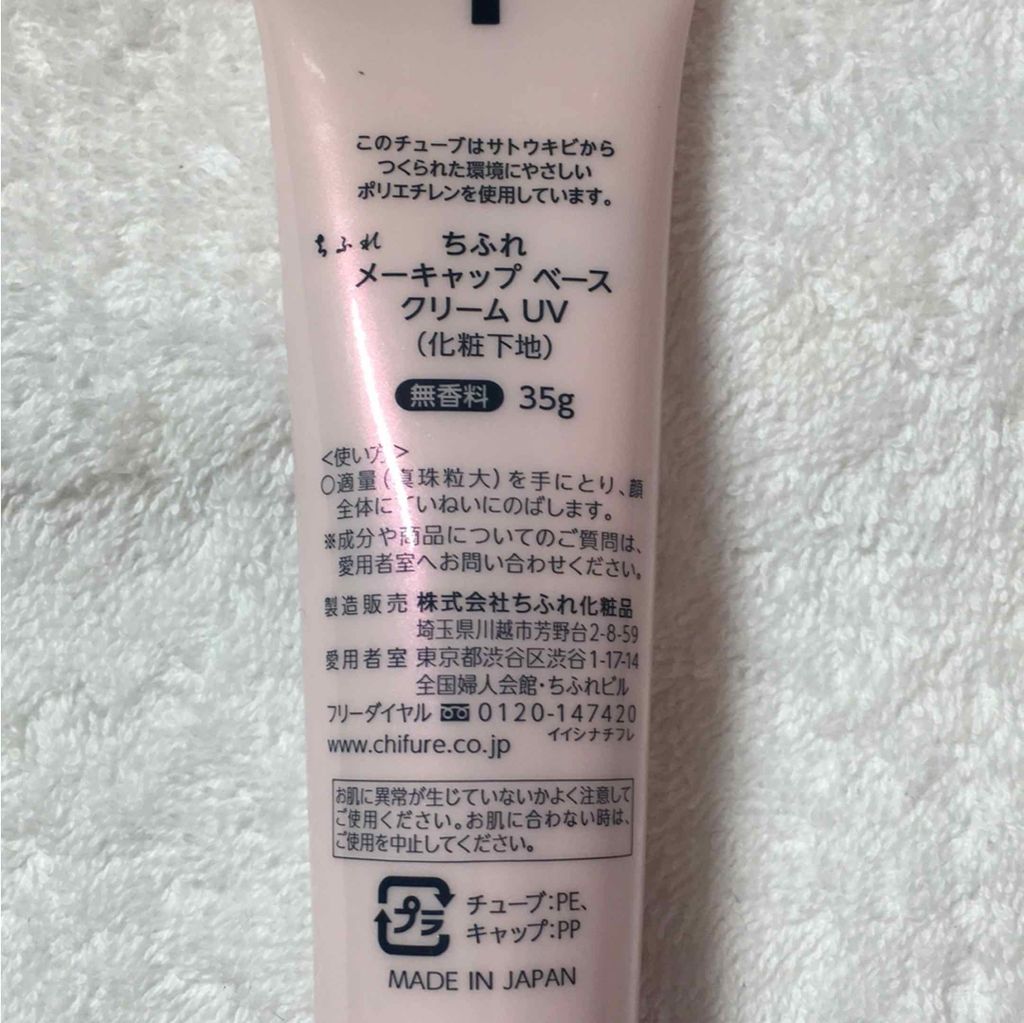 このチューブはサトウキビから
つくられた環境にやさしい
ポリエチレンを使用しています。
ちふれ ちふれ
メーキャップ ベース
クリーム UV
(化粧下地)
無香料 35g
<使い方>
○適量(真珠粒大)を手にとり、顔
全体にていねいにのばします。
※成分や商品についてのご質問は、
愛用者室へお問い合わせください。
製造販売 株式会社ちふれ化粧品
埼玉県川越市芳野台2-8-59
愛用者室 東京都渋谷区渋谷1-17-14
全国婦人会館・ちふれビル
フリーダイヤル 0120-147420
イイシナチフレ
www.chifure.co.jp
お肌に異常が生じていないかよく注意して
ご使用ください。お肌に合わない時は、
ご使用を中止してください。
プラ
チューブ:PE、
キャップ:PP
MADE IN JAPAN